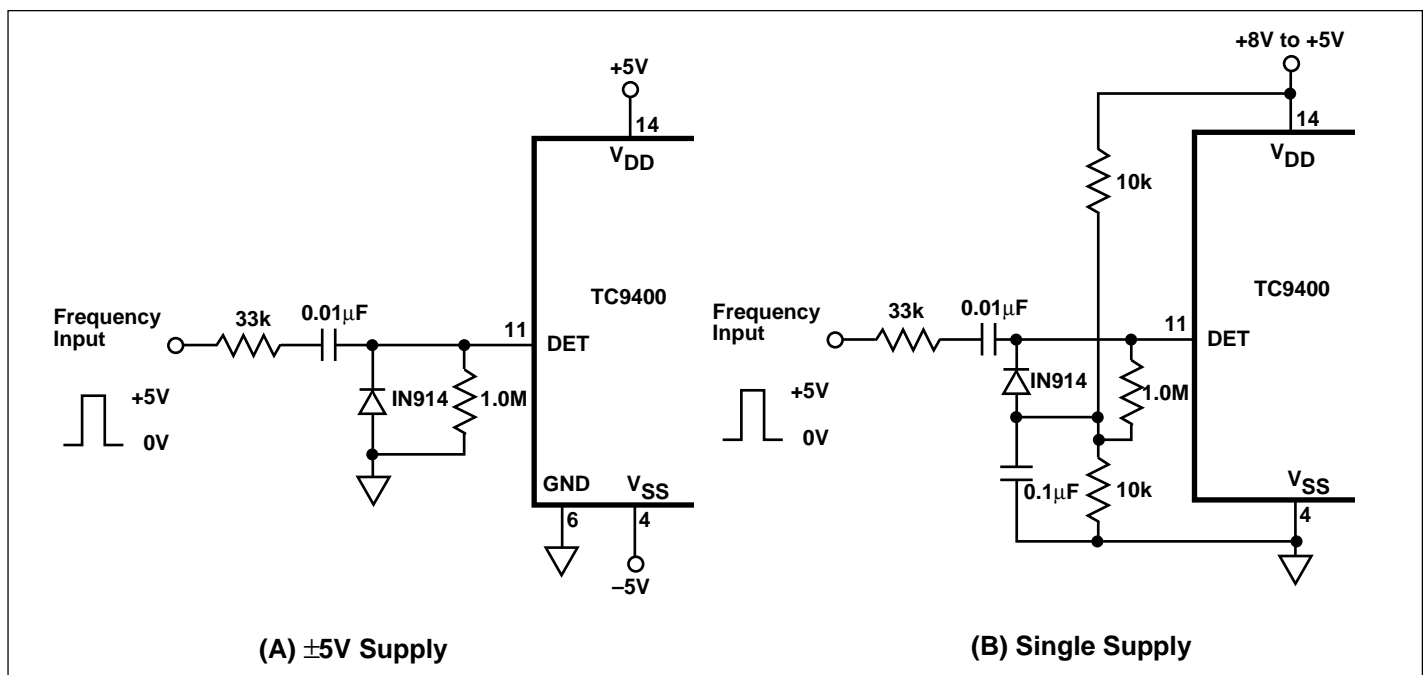 +5V
14
VDD
TC9400
Frequency
Input
33k
0.01μF
11
DET
IN914
1.0M
+5V
0V
GND
VSS
6
4
–5V
(A) ±5V Supply
+8V to +5V
14
VDD
10k
TC9400
Frequency
Input
33k
0.01μF
11
DET
IN914
1.0M
+5V
0V
0.1μF
10k
VSS
4
(B) Single Supply